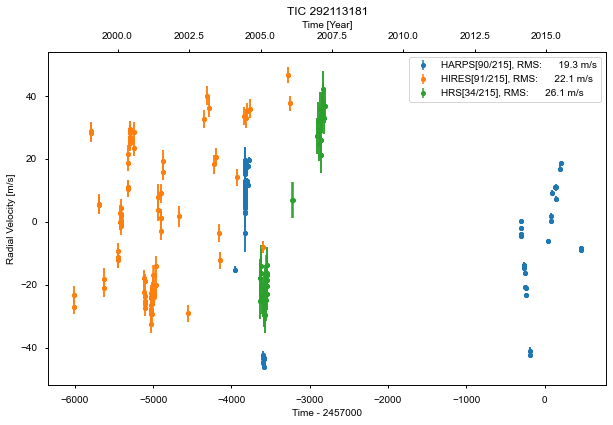 TIC 292113181
Time [Year]
2000.0 2002.5 2005.0 2007.5 2010.0 2012.5 2015.0
HARPS[90/215], RMS: 19.3 m/s
HIRES[91/215], RMS: 22.1 m/s
HRS[34/215], RMS: 26.1 m/s
Radial Velocity [m/s]
40
20
0
−20
−40
−6000 −5000 −4000 −3000 −2000 −1000 0
Time - 2457000